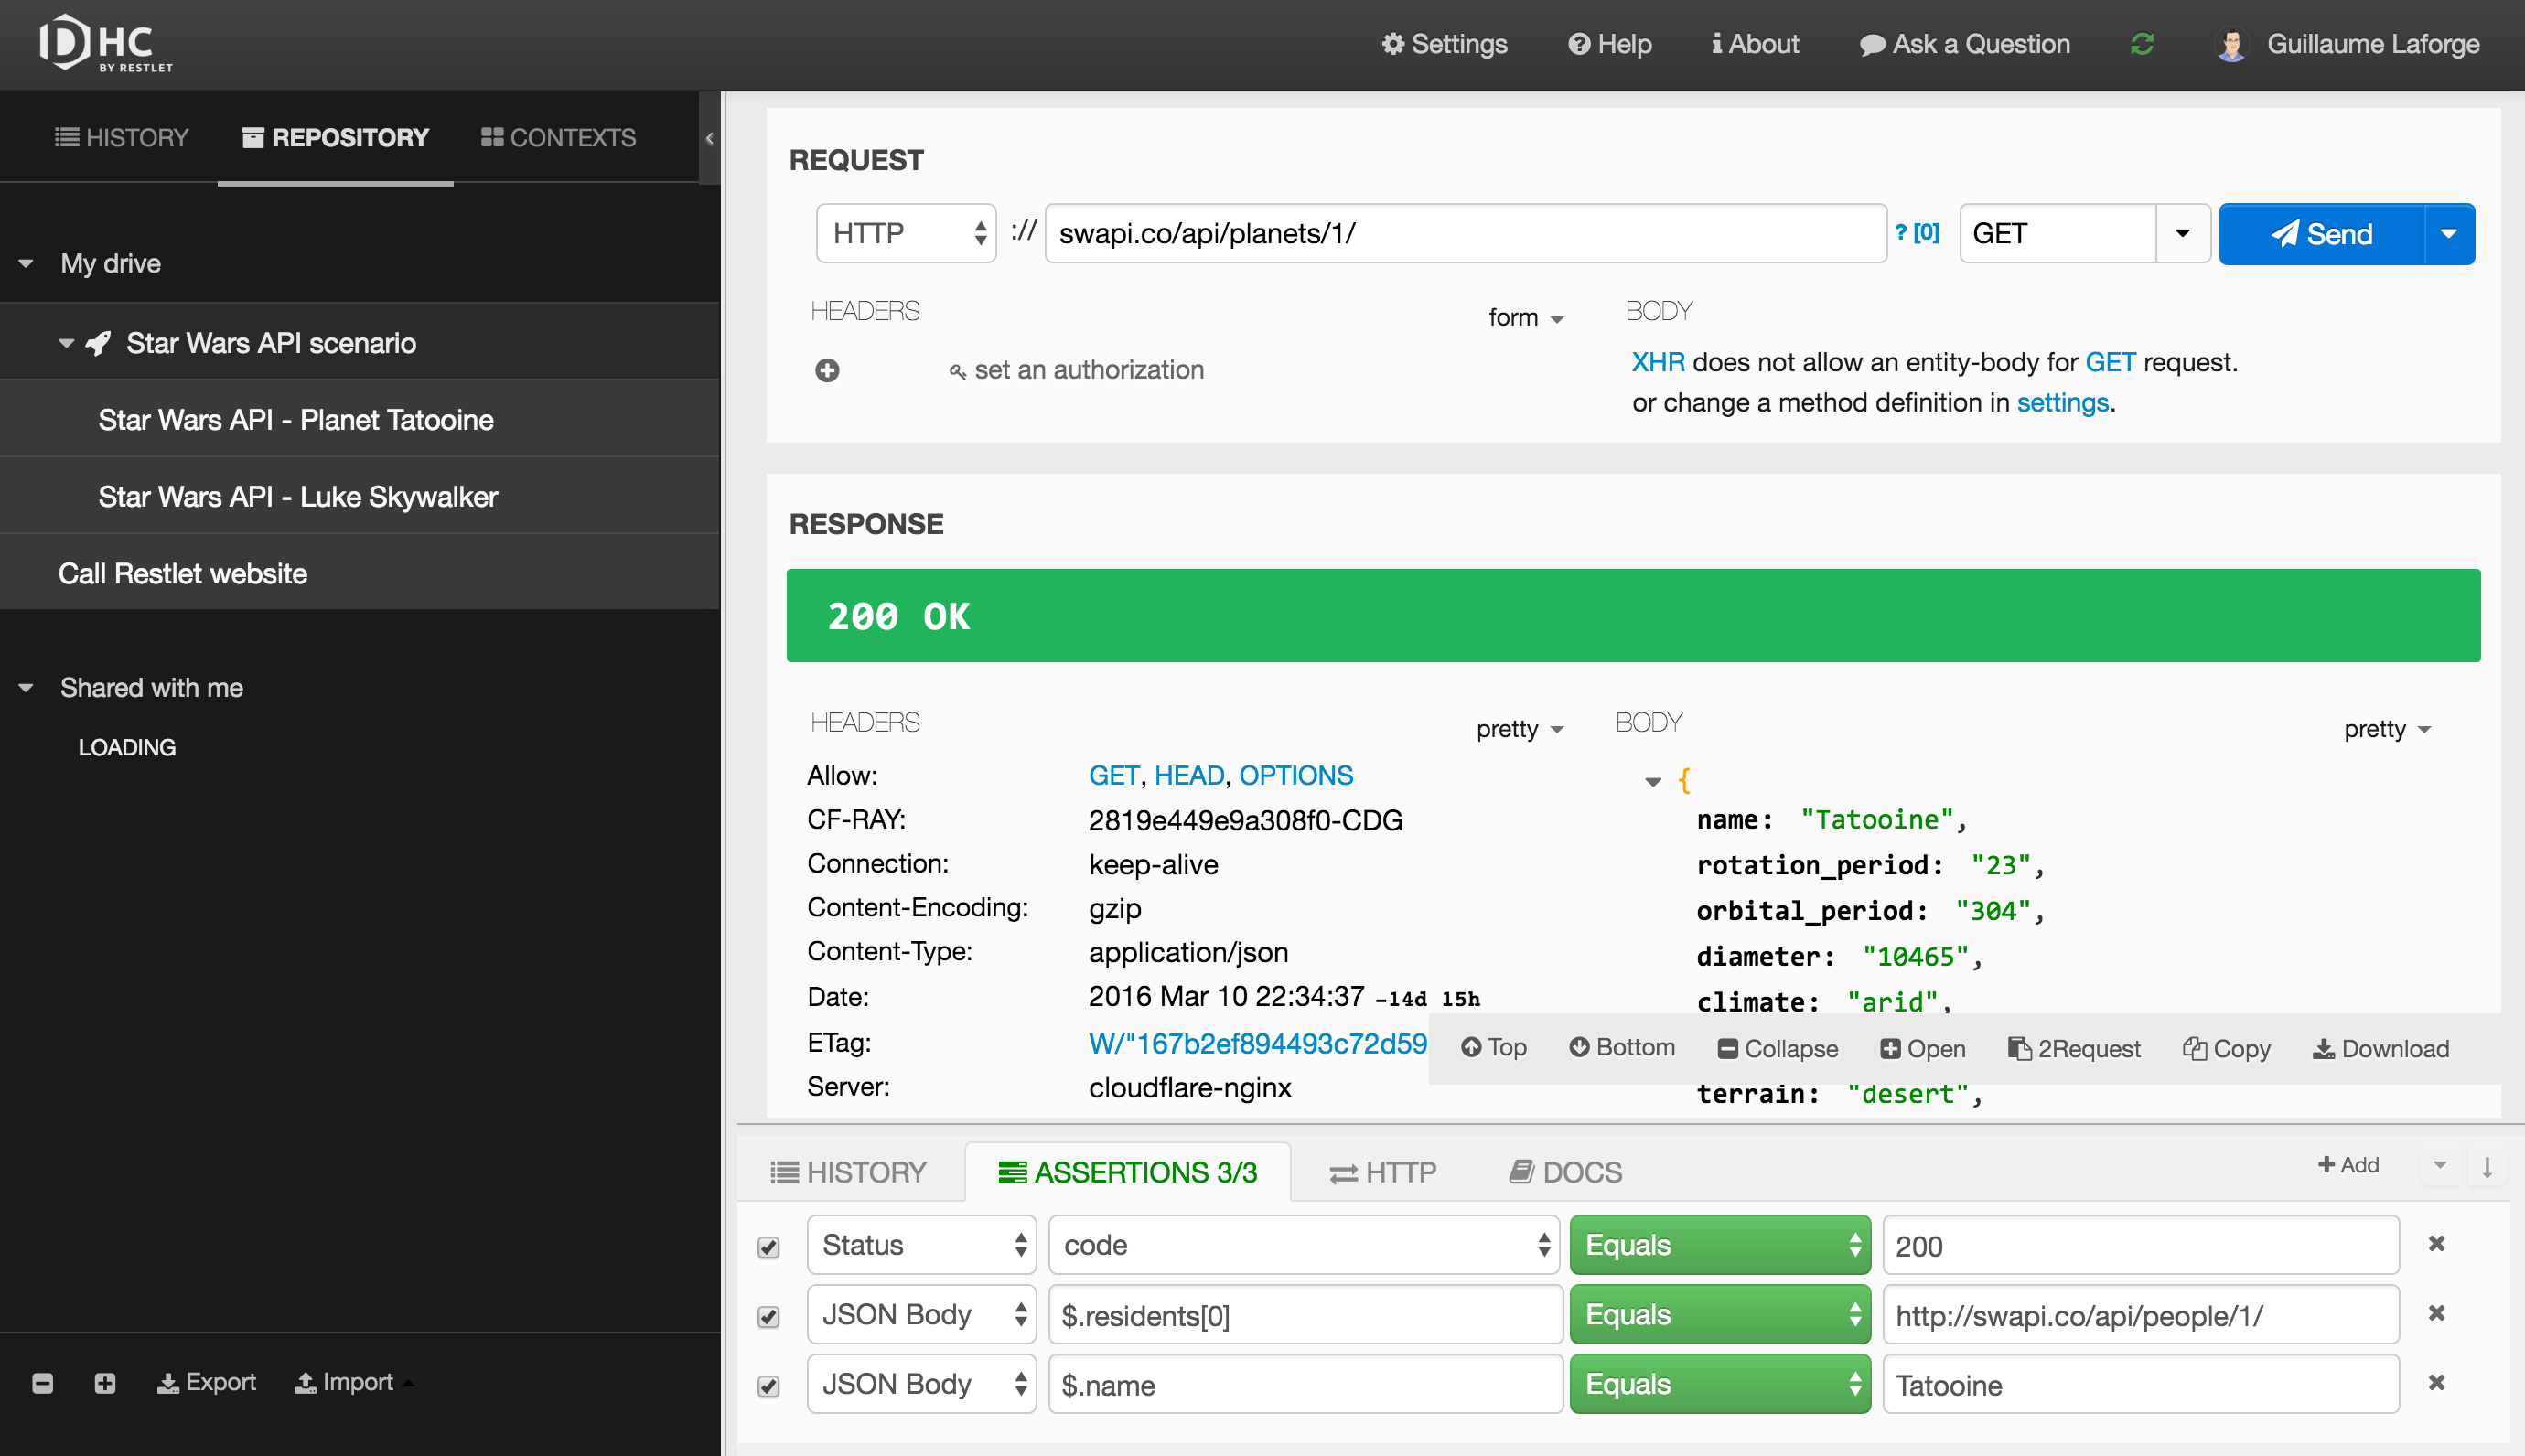 DHC
BY RESTLET
Settings
Help
About
Ask a Question
Guillaume Laforge
HISTORY
REPOSITORY
CONTEXTS
My drive
Star Wars API scenario
Star Wars API - Planet Tatooine
Star Wars API - Luke Skywalker
Call Restlet website
Shared with me
LOADING
Export
Import
REQUEST
HTTP :// swapi.co/api/planets/1/ ? [0] GET Send
HEADERS
form
set an authorization
BODY
XHR does not allow an entity-body for GET request.
or change a method definition in settings.
RESPONSE
200 OK
HEADERS
pretty
Allow: GET, HEAD, OPTIONS
CF-RAY: 2819e449e9a308f0-CDG
Connection: keep-alive
Content-Encoding: gzip
Content-Type: application/json
Date: 2016 Mar 10 22:34:37 -14d 15h
ETag: W/"167b2ef894493c72d59
Server: cloudflare-nginx
BODY
pretty
{
name: "Tatooine",
rotation_period: "23",
orbital_period: "304",
diameter: "10465",
climate: "arid",
Top
Bottom
Collapse
Open
2Request
Copy
Download
terrain: "desert",
HISTORY
ASSERTIONS 3/3
HTTP
DOCS
Add
Status code Equals 200
JSON Body $.residents[0] Equals http://swapi.co/api/people/1/
JSON Body $.name Equals Tatooine